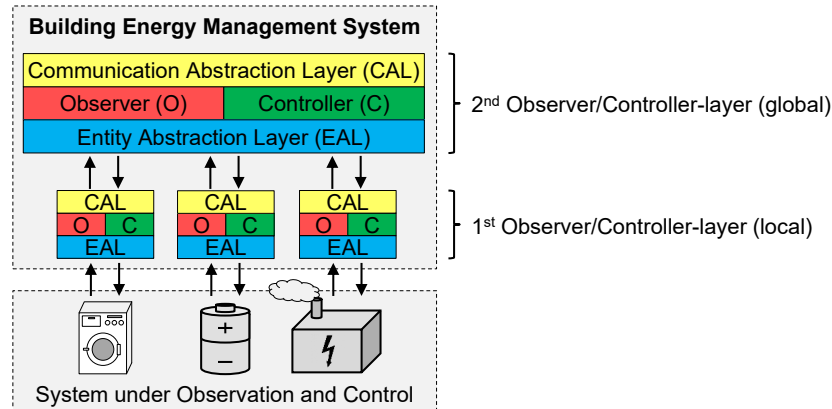 Building Energy Management System
Communication Abstraction Layer (CAL)
Observer (O) Controller (C)
Entity Abstraction Layer (EAL)
2nd Observer/Controller-layer (global)
CAL CAL CAL
O C O C O C
EAL EAL EAL
1st Observer/Controller-layer (local)
+
−
System under Observation and Control